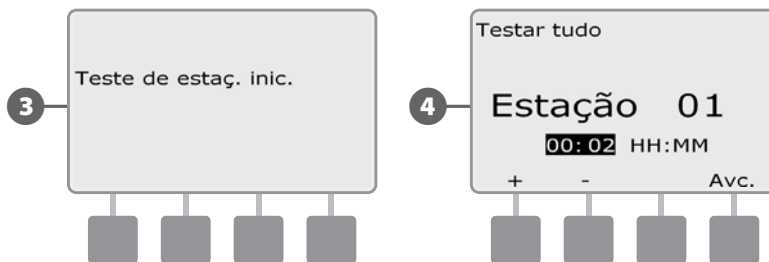 3
Teste de estaç. inic.
4
Testar tudo
Estação 01
00:02 HH:MM
+ - Avc.